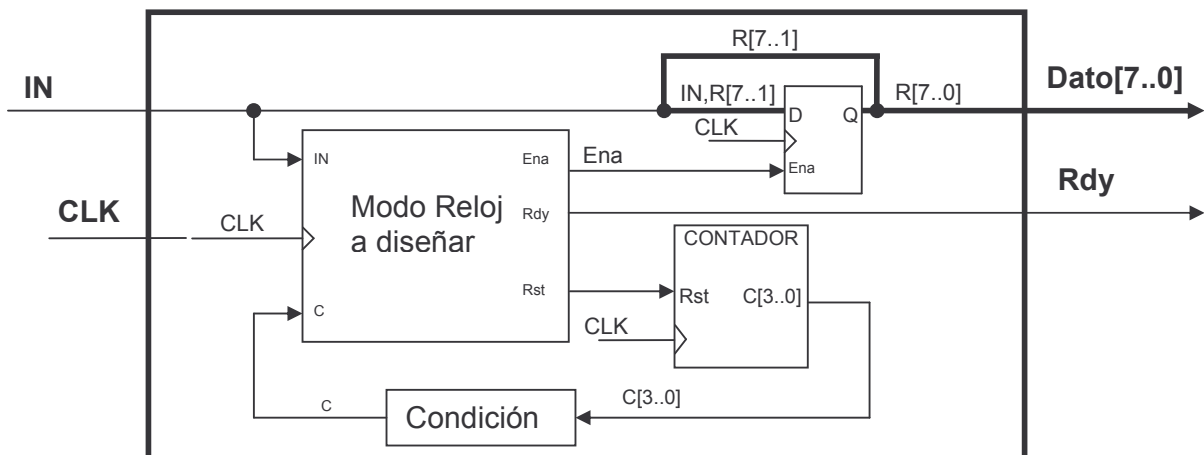 R[7..1]
IN
Dato[7..0]
IN,R[7..1]
R[7..0]
D
Q
CLK
IN
Ena
Ena
Ena
Rdy
CLK
CLK
Modo Reloj
a diseñar
Rdy
CONTADOR
Rst
Rst
C[3..0]
C
CLK
C
C[3..0]
Condición